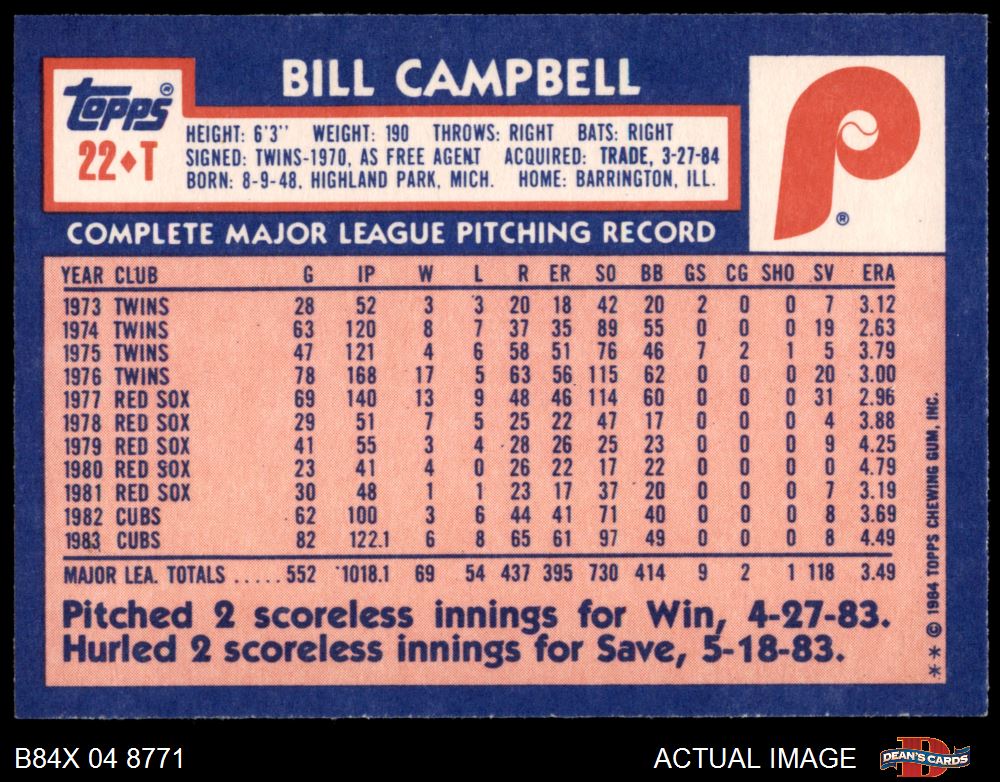 BILL CAMPBELL
Topps®
22♦T
HEIGHT: 6'3'' WEIGHT: 190 THROWS: RIGHT BATS: RIGHT
SIGNED: TWINS-1970, AS FREE AGENT ACQUIRED: TRADE, 3-27-84
BORN: 8-9-48, HIGHLAND PARK, MICH. HOME: BARRINGTON, ILL.
P
®
COMPLETE MAJOR LEAGUE PITCHING RECORD
YEAR CLUB G IP W L R ER SO BB GS CG SHO SV ERA
1973 TWINS 28 52 3 3 20 18 42 20 2 0 0 7 3.12
1974 TWINS 63 120 8 7 37 35 89 55 0 0 0 19 2.63
1975 TWINS 47 121 4 6 58 51 76 46 7 2 1 5 3.79
1976 TWINS 78 168 17 5 63 56 115 62 0 0 0 20 3.00
1977 RED SOX 69 140 13 9 48 46 114 60 0 0 0 31 2.96
1978 RED SOX 29 51 7 5 25 22 47 17 0 0 0 4 3.88
1979 RED SOX 41 55 3 4 28 26 25 23 0 0 0 9 4.25
1980 RED SOX 23 41 4 0 26 22 17 22 0 0 0 0 4.79
1981 RED SOX 30 48 1 1 23 17 37 20 0 0 0 7 3.19
1982 CUBS 62 100 3 6 44 41 71 40 0 0 0 8 3.69
1983 CUBS 82 122.1 6 8 65 61 97 49 0 0 0 8 4.49
MAJOR LEA. TOTALS ..... 552 1018.1 69 54 437 395 730 414 9 2 1 118 3.49
Pitched 2 scoreless innings for Win, 4-27-83.
Hurled 2 scoreless innings for Save, 5-18-83.
** © 1984 TOPPS CHEWING GUM, INC.
B84X 04 8771
ACTUAL IMAGE
D
DEAN'S CARDS